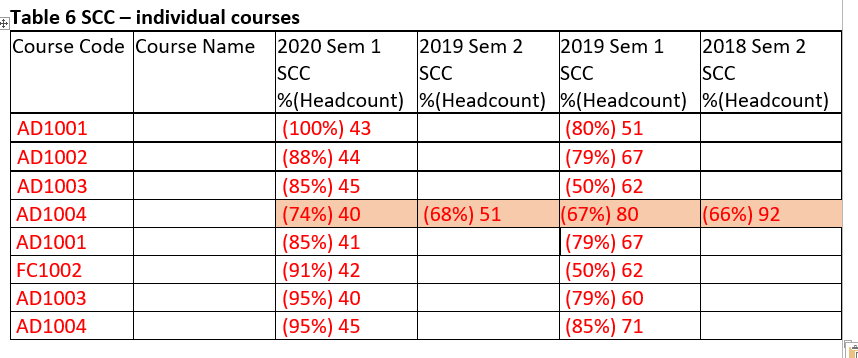 Table 6 SCC – individual courses
Course Code Course Name 2020 Sem 1 SCC %(Headcount) 2019 Sem 2 SCC %(Headcount) 2019 Sem 1 SCC %(Headcount) 2018 Sem 2 SCC %(Headcount)
AD1001 (100%) 43 (80%) 51
AD1002 (88%) 44 (79%) 67
AD1003 (85%) 45 (50%) 62
AD1004 (74%) 40 (68%) 51 (67%) 80 (66%) 92
AD1001 (85%) 41 (79%) 67
FC1002 (91%) 42 (50%) 62
AD1003 (95%) 40 (79%) 60
AD1004 (95%) 45 (85%) 71